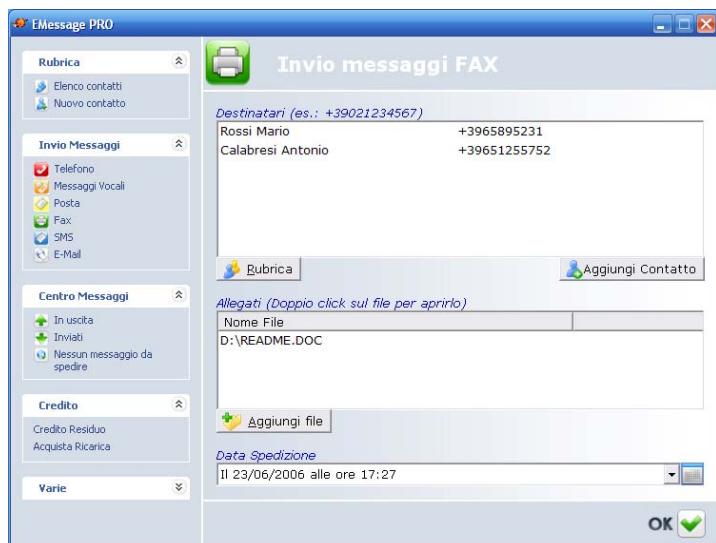 EMessage PRO
Rubrica
Elenco contatti
Nuovo contatto
Invio Messaggi
Telefono
Messaggi Vocali
Posta
Fax
SMS
E-Mail
Centro Messaggi
In uscita
Inviati
Nessun messaggio da
spedire
Credito
Credito Residuo
Acquista Ricarica
Varie
Invio messaggi FAX
Destinatari (es.: +39021234567)
Rossi Mario +3965895231
Calabresi Antonio +39651255752
Rubrica
Aggiungi Contatto
Allegati (Doppio click sul file per aprirlo)
Nome File
D:\README.DOC
Aggiungi file
Data Spedizione
Il 23/06/2006 alle ore 17:27
OK